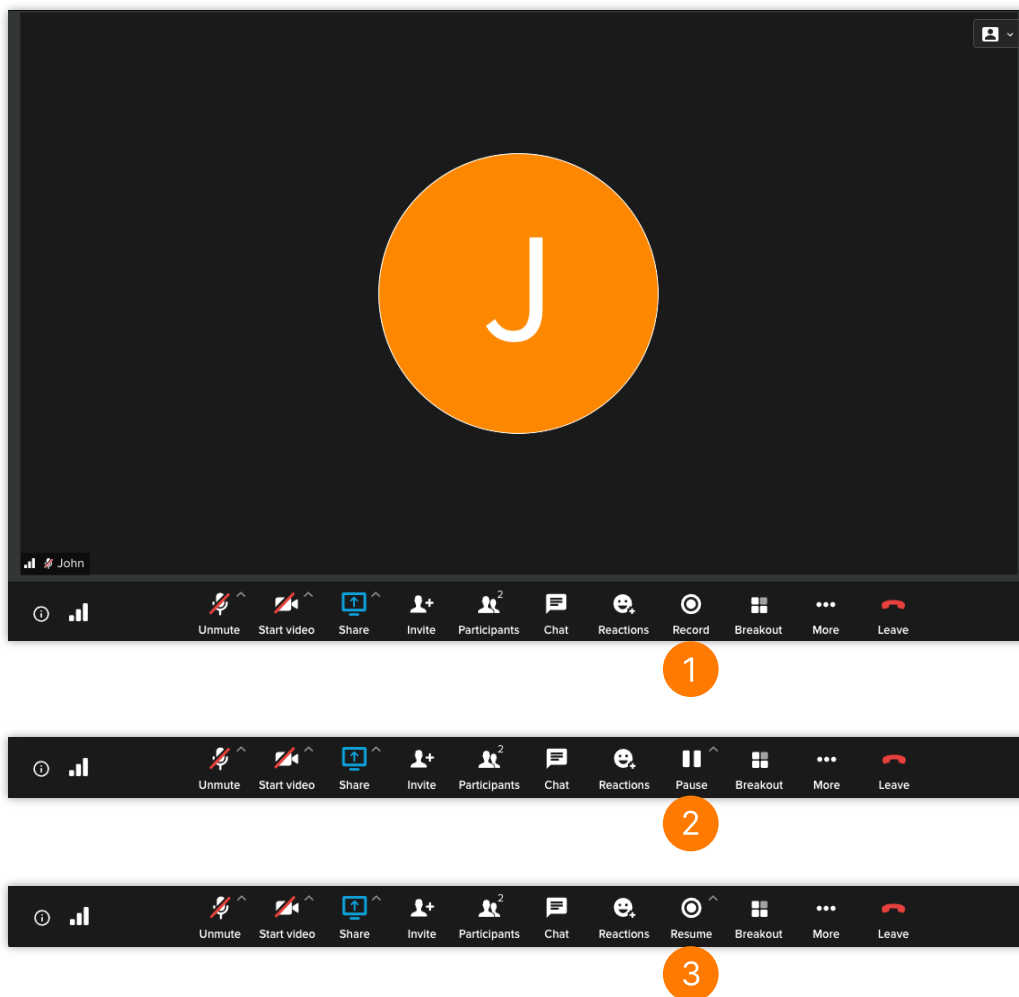 J
John
2
Unmute Start video Share Invite Participants Chat Reactions Record Breakout More Leave
1
2
Unmute Start video Share Invite Participants Chat Reactions Pause Breakout More Leave
2
2
Unmute Start video Share Invite Participants Chat Reactions Resume Breakout More Leave
3